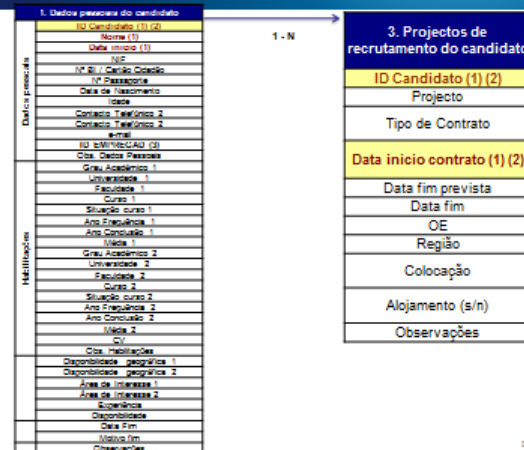 1. Dados pessoais do candidato
ID Candidato (1) (2)
Nome (1)
Data início (1)
NIF
Nº BI / Cartão Cidadão
Nº Passaporte
Data de Nascimento
Idade
Contacto Telefónico 2
Contacto Telefónico 2
e-mail
ID EMPREGAD (3)
Obs. Dados Pessoais
Dados pessoais
Grau Académico 1
Universidade 1
Faculdade 1
Curso 1
Situação curso 1
Ano Frequência 1
Ano Conclusão 1
Média 1
Grau Académico 2
Universidade 2
Faculdade 2
Curso 2
Situação curso 2
Ano Frequência 2
Ano Conclusão 2
Média 2
CV
Obs. Habilitações
Habilitações
Disponibilidade geográfica 1
Disponibilidade geográfica 2
Área de Interesse 1
Área de Interesse 2
Experiência
Disponibilidade
Data Fim
Motivo fim
Observações
1 - N
3. Projectos de
recrutamento do candidato
ID Candidato (1) (2)
Projecto
Tipo de Contrato
Data inicio contrato (1) (2)
Data fim prevista
Data fim
OE
Região
Colocação
Alojamento (s/n)
Observações